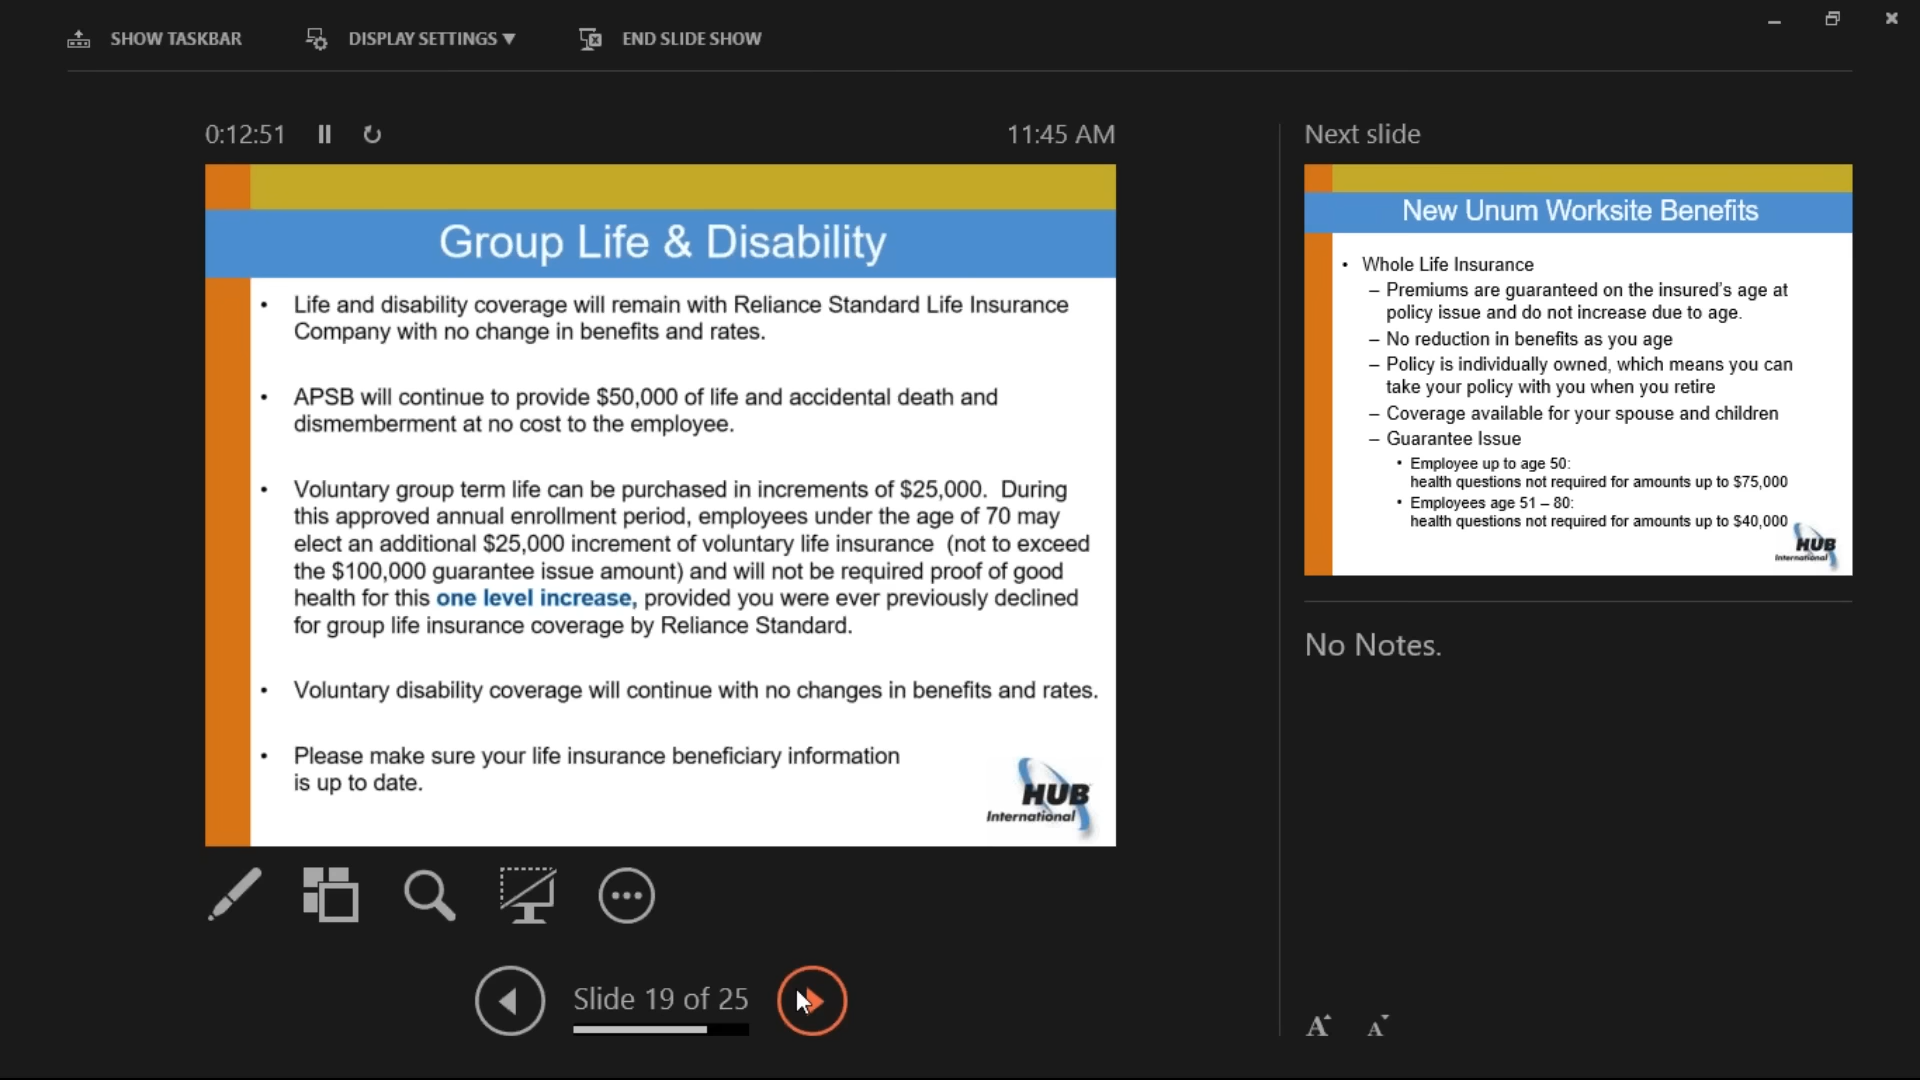 SHOW TASKBAR
DISPLAY SETTINGS ▼
END SLIDE SHOW
0:12:51
11:45 AM
Group Life & Disability
• Life and disability coverage will remain with Reliance Standard Life Insurance
Company with no change in benefits and rates.
• APSB will continue to provide $50,000 of life and accidental death and
dismemberment at no cost to the employee.
• Voluntary group term life can be purchased in increments of $25,000. During
this approved annual enrollment period, employees under the age of 70 may
elect an additional $25,000 increment of voluntary life insurance (not to exceed
the $100,000 guarantee issue amount) and will not be required proof of good
health for this one level increase, provided you were ever previously declined
for group life insurance coverage by Reliance Standard.
• Voluntary disability coverage will continue with no changes in benefits and rates.
• Please make sure your life insurance beneficiary information
is up to date.
HUB
International
Slide 19 of 25
Next slide
New Unum Worksite Benefits
• Whole Life Insurance
– Premiums are guaranteed on the insured's age at
policy issue and do not increase due to age.
– No reduction in benefits as you age
– Policy is individually owned, which means you can
take your policy with you when you retire
– Coverage available for your spouse and children
– Guarantee Issue
• Employee up to age 50:
health questions not required for amounts up to $75,000
• Employees age 51 – 80:
health questions not required for amounts up to $40,000
HUB
International
No Notes.
A A